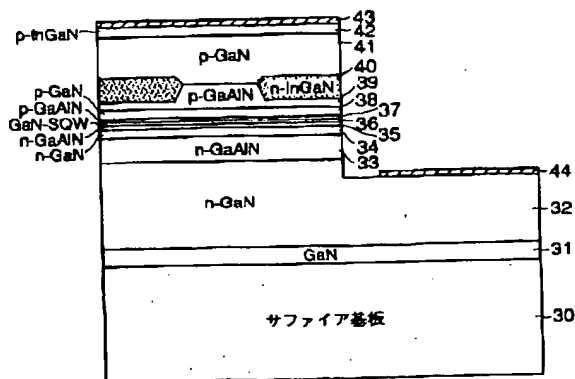 43
p-InGaN
42
41
p-GaN
40
n-InGaN
39
p-GaN
p-GaAlN
38
p-GaAlN
37
GaN-SQW
36
n-GaAlN
35
n-GaN
34
n-GaAlN
33
44
n-GaN
32
31
GaN
サファイア基板
30